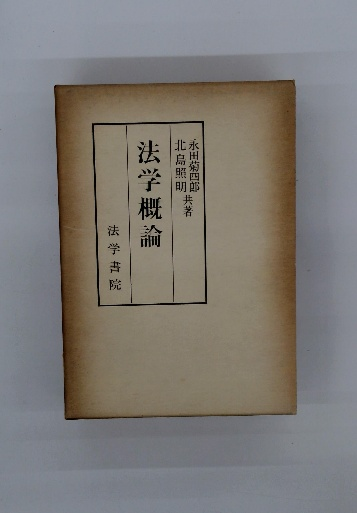 永田菊四郎
北島照明 共著
法学概論
法学書院